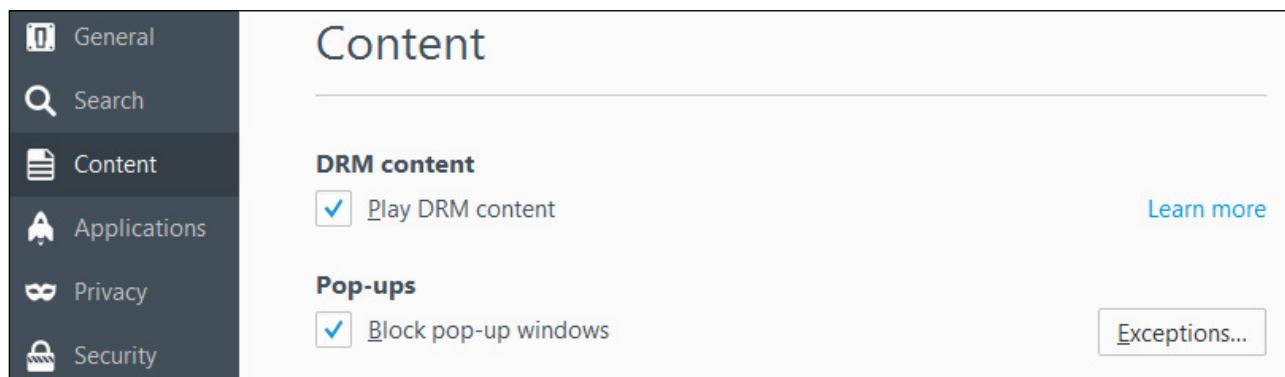 General
Search
Content
Applications
Privacy
Security
Content
DRM content
Play DRM content
Learn more
Pop-ups
Block pop-up windows
Exceptions...